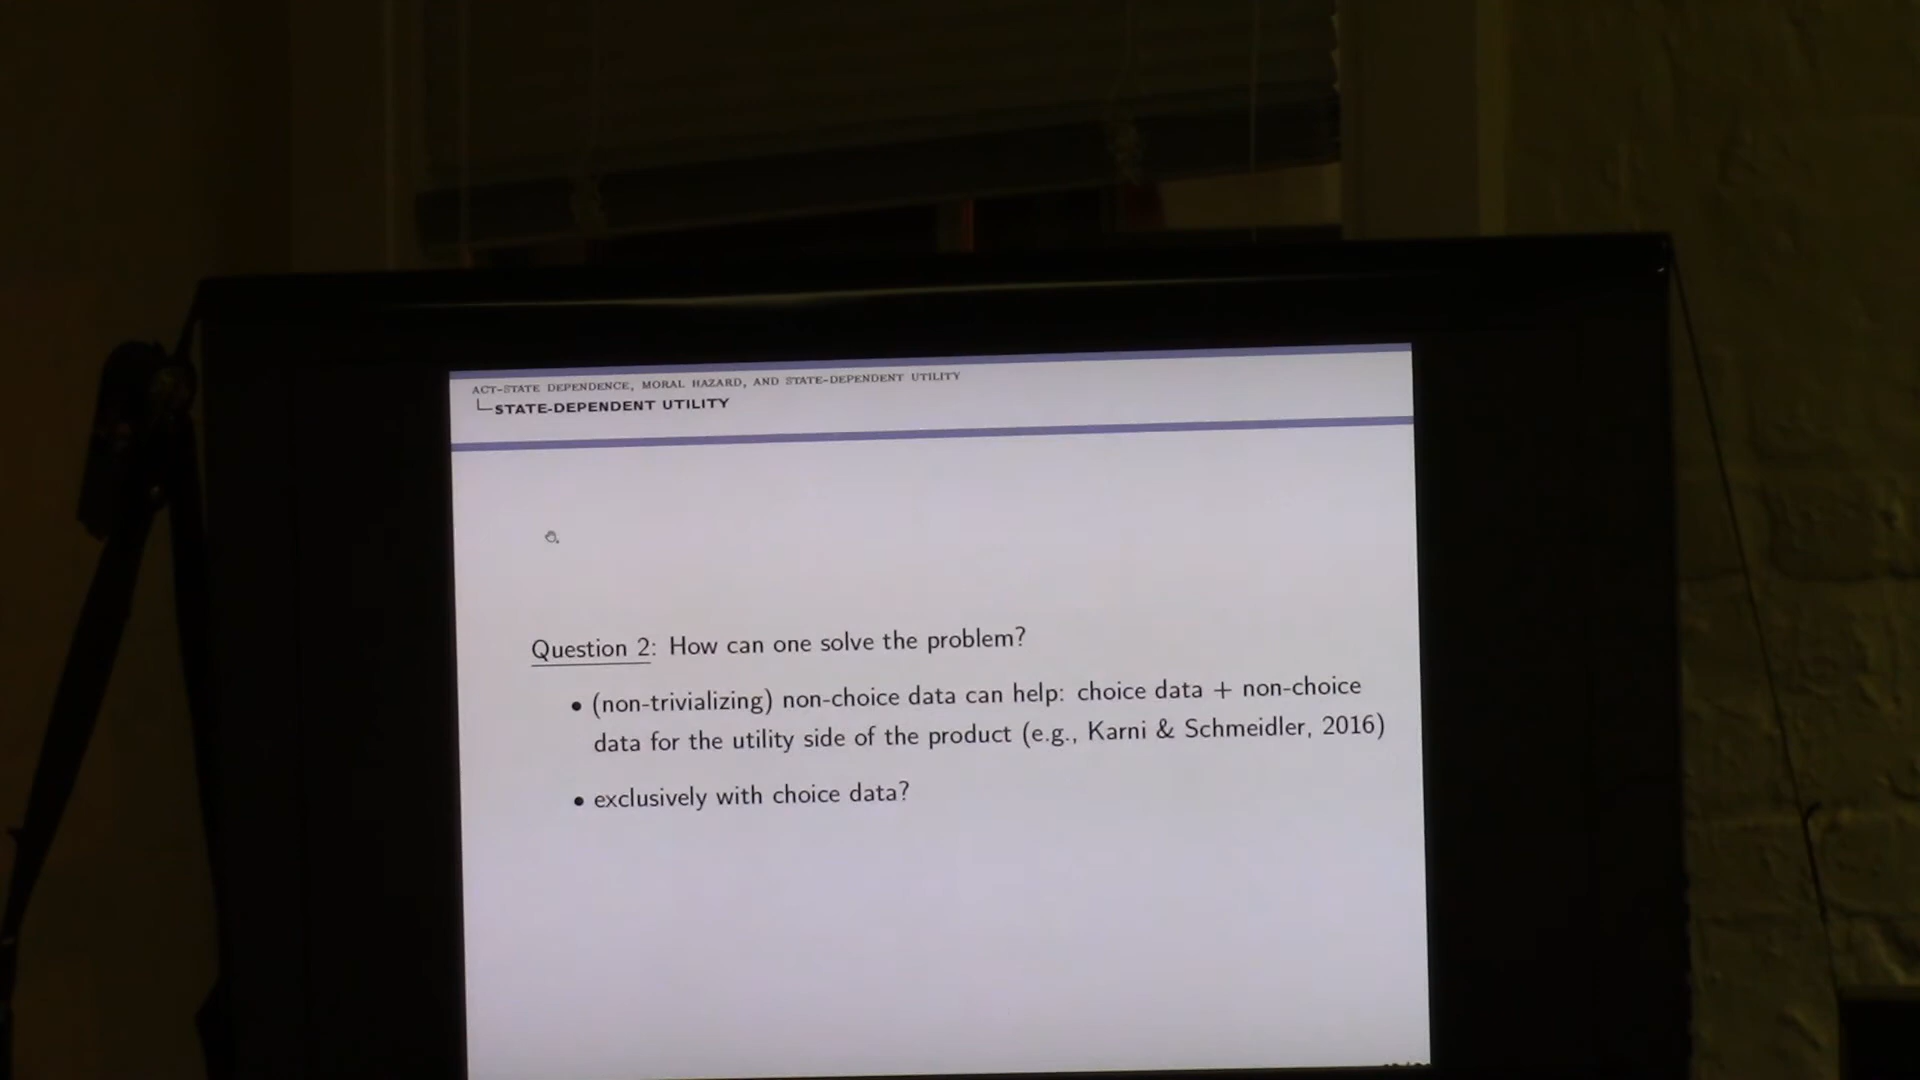 ACT-STATE DEPENDENCE, MORAL HAZARD, AND STATE-DEPENDENT UTILITY
STATE-DEPENDENT UTILITY
Question 2: How can one solve the problem?
• (non-trivializing) non-choice data can help: choice data + non-choice
data for the utility side of the product (e.g., Karni & Schmeidler, 2016)
• exclusively with choice data?